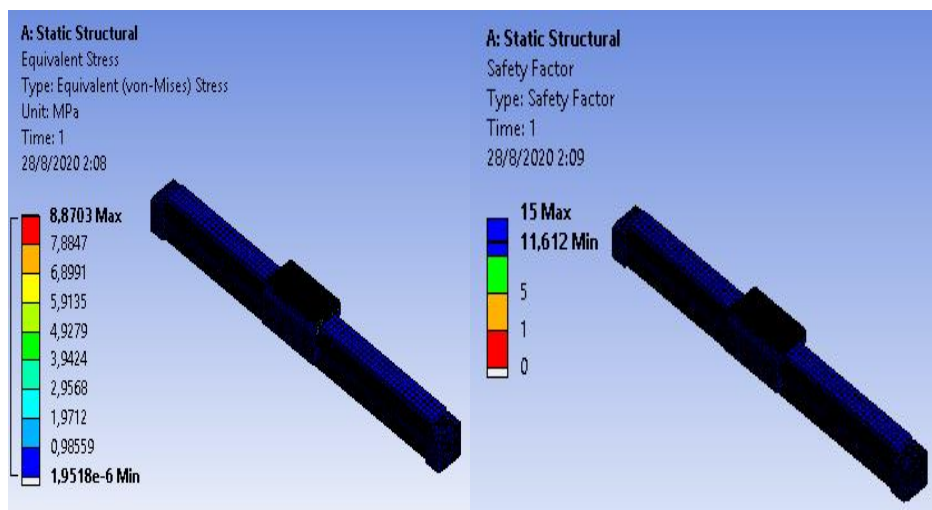 A: Static Structural
Equivalent Stress
Type: Equivalent (von-Mises) Stress
Unit: MPa
Time: 1
28/8/2020 2:08
8,8703 Max
7,8847
6,8991
5,9135
4,9279
3,9424
2,9568
1,9712
0,98559
1,9518e-6 Min
A: Static Structural
Safety Factor
Type: Safety Factor
Time: 1
28/8/2020 2:09
15 Max
11,612 Min
5
1
0